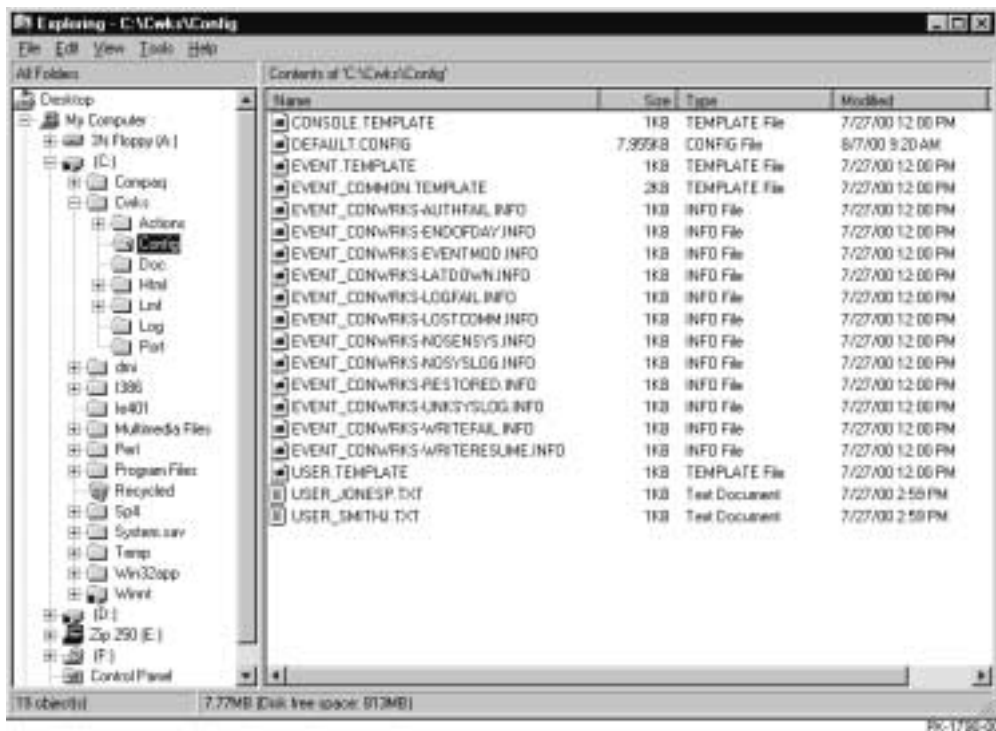 Exploring - C:\Cwks\Config
File Edit View Tools Help
All Folders
Contents of 'C:\Cwks\Config'
Desktop
My Computer
3½ Floppy (A:)
(C:)
Compaq
Cwks
Actions
Config
Doc
Html
Lmf
Log
Port
dmi
I386
Ie401
Multimedia Files
Perl
Program Files
Recycled
Sp4
System.sav
Temp
Win32app
Winnt
(D:)
Zip 250 (E:)
(F:)
Control Panel
Name Size Type Modified
CONSOLE.TEMPLATE 1KB TEMPLATE File 7/27/00 12:00 PM
DEFAULT.CONFIG 7,955KB CONFIG File 8/7/00 9:20 AM
EVENT.TEMPLATE 1KB TEMPLATE File 7/27/00 12:00 PM
EVENT_COMMON.TEMPLATE 2KB TEMPLATE File 7/27/00 12:00 PM
EVENT_CONWRKS-AUTHFAIL.INFO 1KB INFO File 7/27/00 12:00 PM
EVENT_CONWRKS-ENDOFDAY.INFO 1KB INFO File 7/27/00 12:00 PM
EVENT_CONWRKS-EVENTMOD.INFO 1KB INFO File 7/27/00 12:00 PM
EVENT_CONWRKS-LATDOWN.INFO 1KB INFO File 7/27/00 12:00 PM
EVENT_CONWRKS-LOGFAIL.INFO 1KB INFO File 7/27/00 12:00 PM
EVENT_CONWRKS-LOSTCOMM.INFO 1KB INFO File 7/27/00 12:00 PM
EVENT_CONWRKS-NOSENSYS.INFO 1KB INFO File 7/27/00 12:00 PM
EVENT_CONWRKS-NOSYSLOG.INFO 1KB INFO File 7/27/00 12:00 PM
EVENT_CONWRKS-RESTORED.INFO 1KB INFO File 7/27/00 12:00 PM
EVENT_CONWRKS-UNKSYSLOG.INFO 1KB INFO File 7/27/00 12:00 PM
EVENT_CONWRKS-WRITEFAIL.INFO 1KB INFO File 7/27/00 12:00 PM
EVENT_CONWRKS-WRITERESUME.INFO 1KB INFO File 7/27/00 12:00 PM
USER.TEMPLATE 1KB TEMPLATE File 7/27/00 12:00 PM
USER_JONESP.TXT 1KB Text Document 7/27/00 2:59 PM
USER_SMITHJ.TXT 1KB Text Document 7/27/00 2:59 PM
19 object(s) 7.77MB (Disk free space: 813MB)